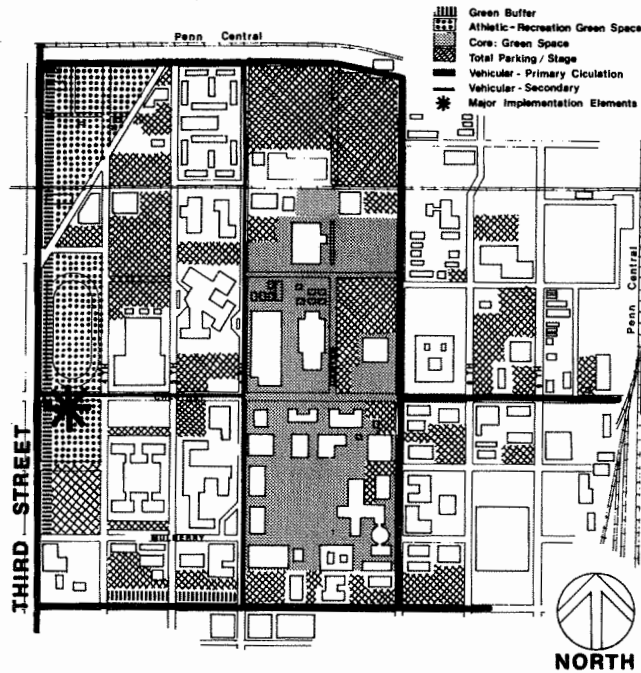 Penn Central
Green Buffer
Athletic-Recreation Green Space
Core: Green Space
Total Parking / Stage
Vehicular - Primary Ciculation
Vehicular - Secondary
Major Implementation Elements
Penn Central
THIRD STREET
MULBERRY
NORTH